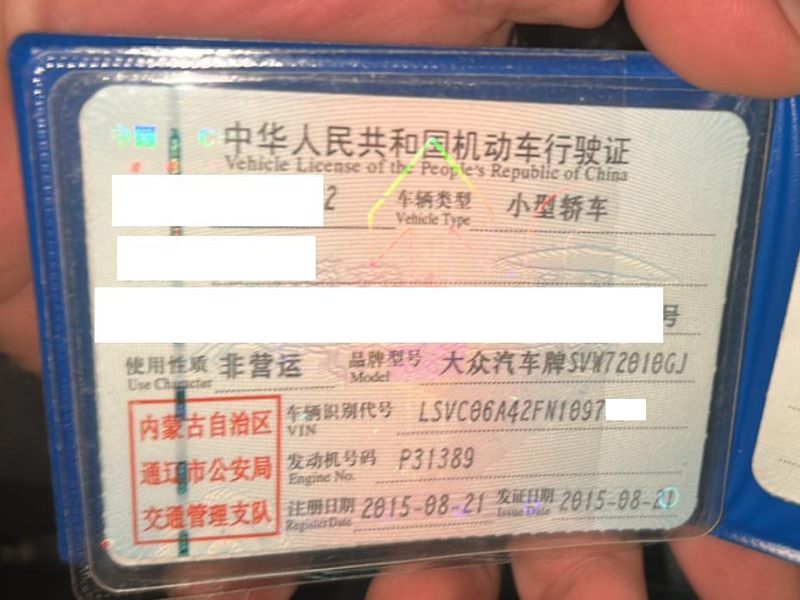 中国 C
中华人民共和国机动车行驶证
Vehicle License of the People's Republic of China
2 车辆类型 小型轿车
Vehicle Type
号
使用性质 非营运 品牌型号 大众汽车牌SVW72010GJ
Use Character Model
内蒙古自治区
通辽市公安局
交通管理支队
车辆识别代号 LSVC06A42FN1097
VIN
发动机号码 P31389
Engine No.
注册日期 2015-08-21 发证日期 2015-08-21
Register Date Issue Date